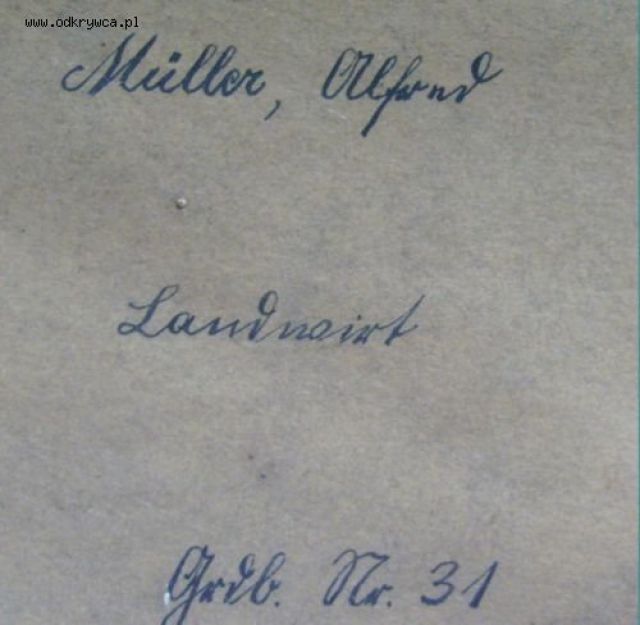 www.odkrywca.pl
Müller, Alfred
Landwirt
Grdb. Nr. 31